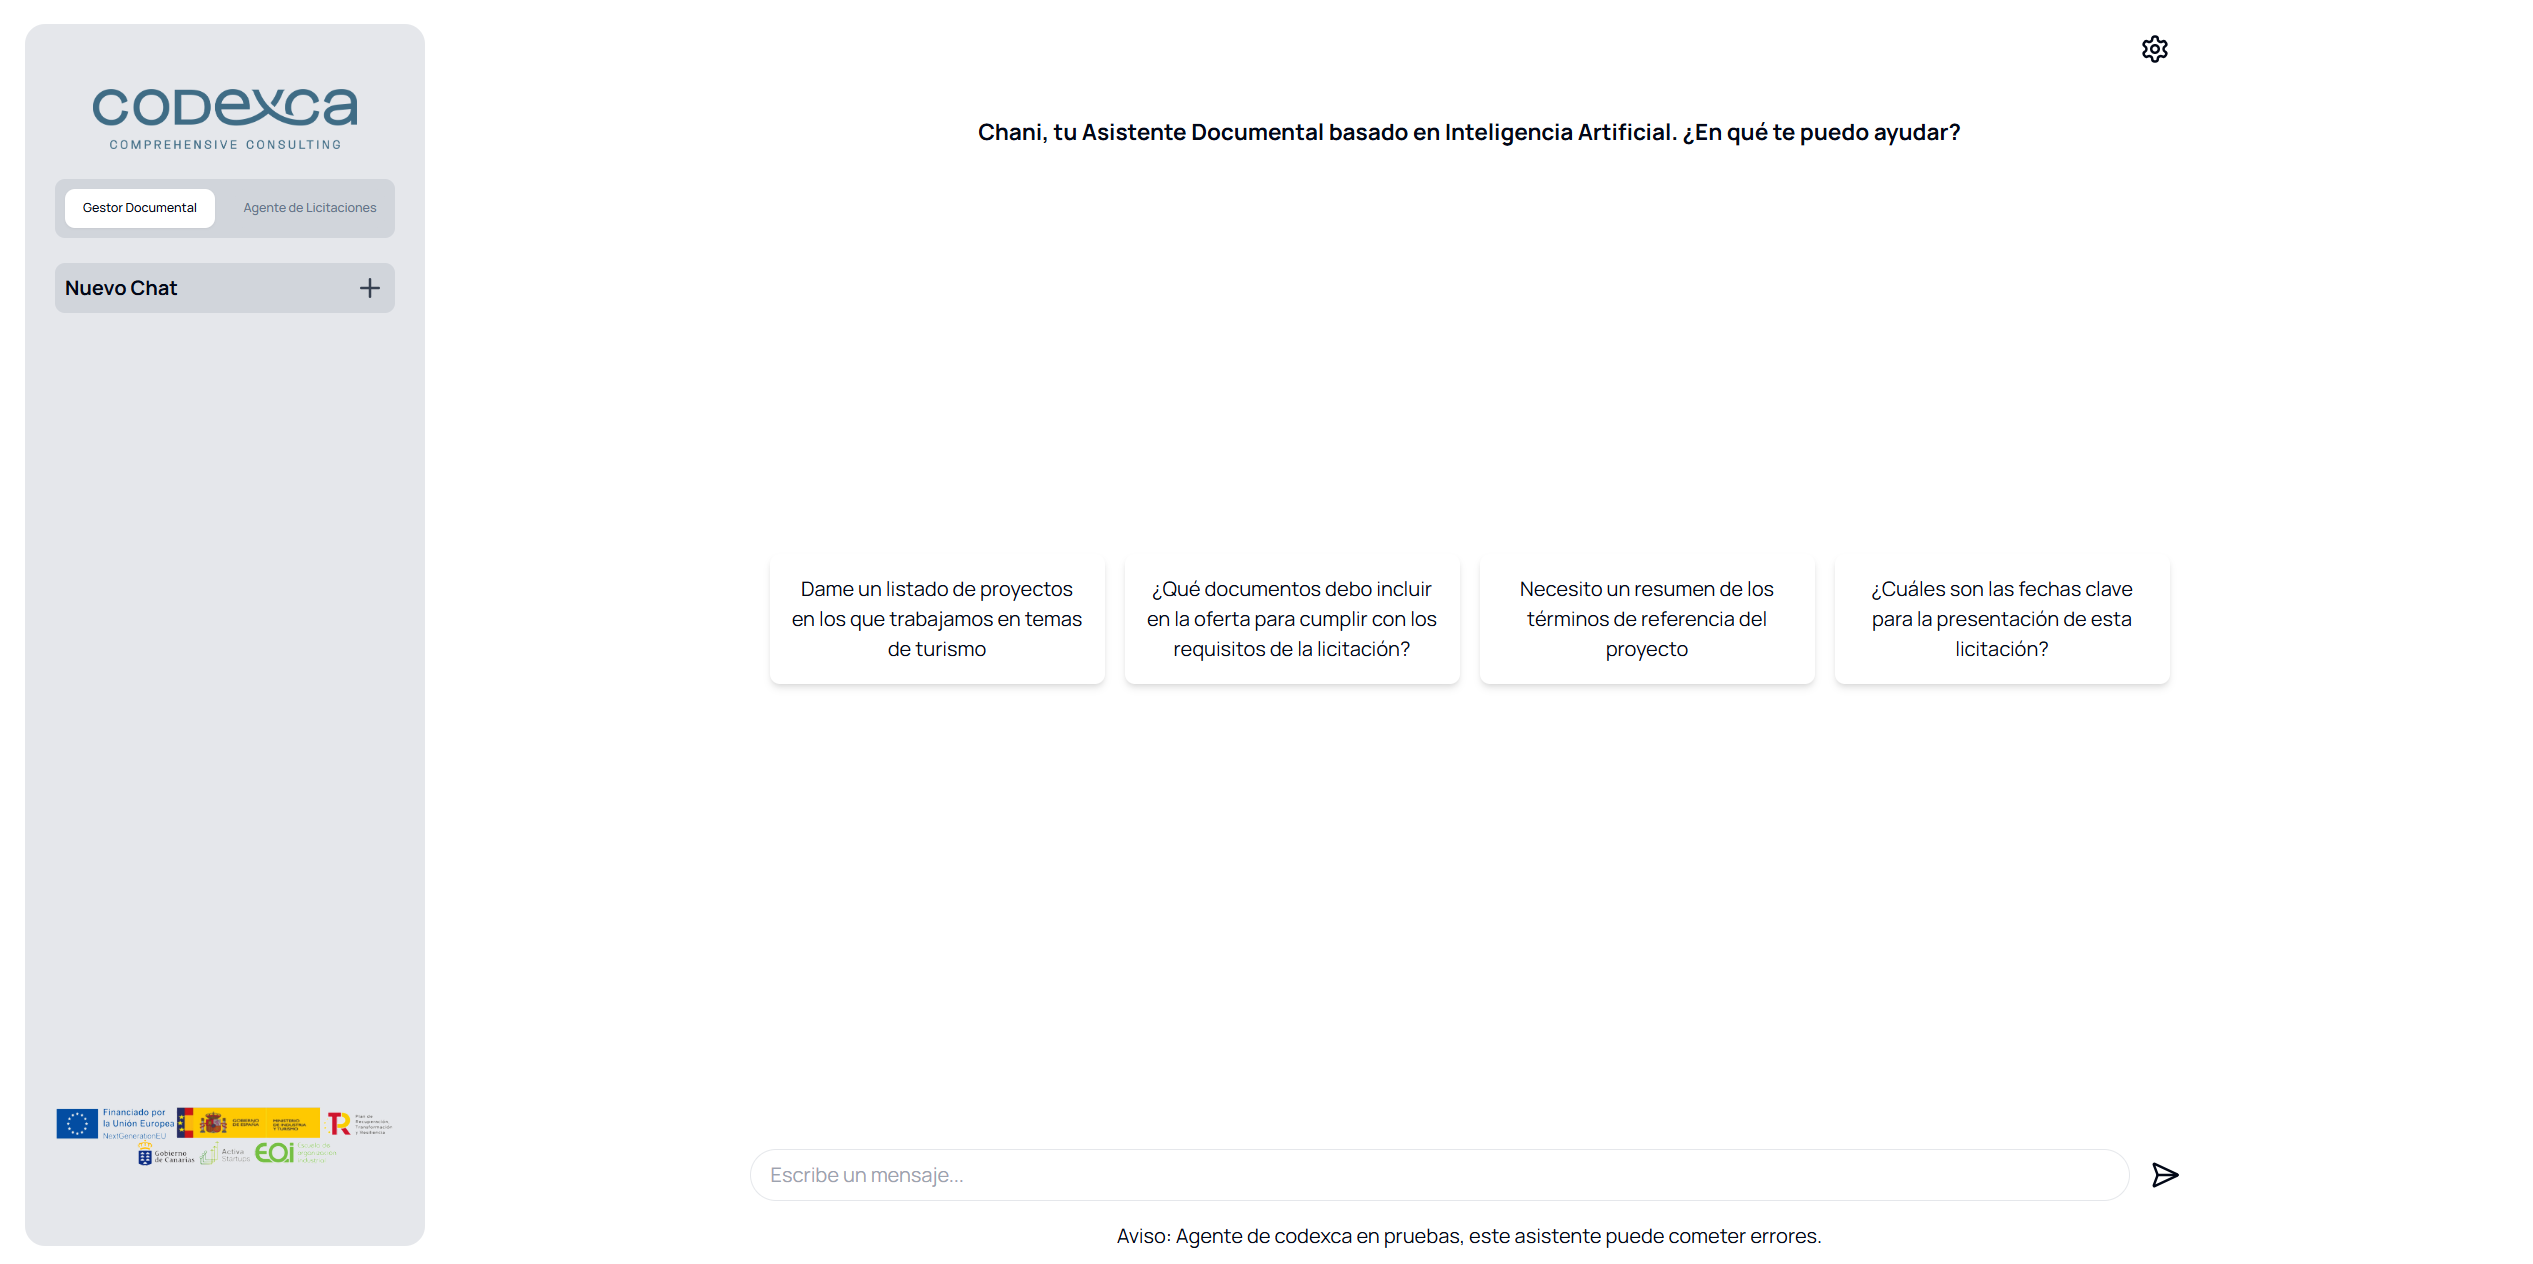 codexca
COMPREHENSIVE CONSULTING
Gestor Documental
Agente de Licitaciones
Nuevo Chat
Financiado por
la Unión Europea
NextGenerationEU
GOBIERNO
DE ESPAÑA
MINISTERIO
DE INDUSTRIA
Y TURISMO
TR
Plan de
Recuperación,
Transformación
y Resiliencia
Gobierno
de Canarias
Activa
Startups
EOi
Escuela de
organización
industrial
Chani, tu Asistente Documental basado en Inteligencia Artificial. ¿En qué te puedo ayudar?
Dame un listado de proyectos
en los que trabajamos en temas
de turismo
¿Qué documentos debo incluir
en la oferta para cumplir con los
requisitos de la licitación?
Necesito un resumen de los
términos de referencia del
proyecto
¿Cuáles son las fechas clave
para la presentación de esta
licitación?
Escribe un mensaje...
Aviso: Agente de codexca en pruebas, este asistente puede cometer errores.